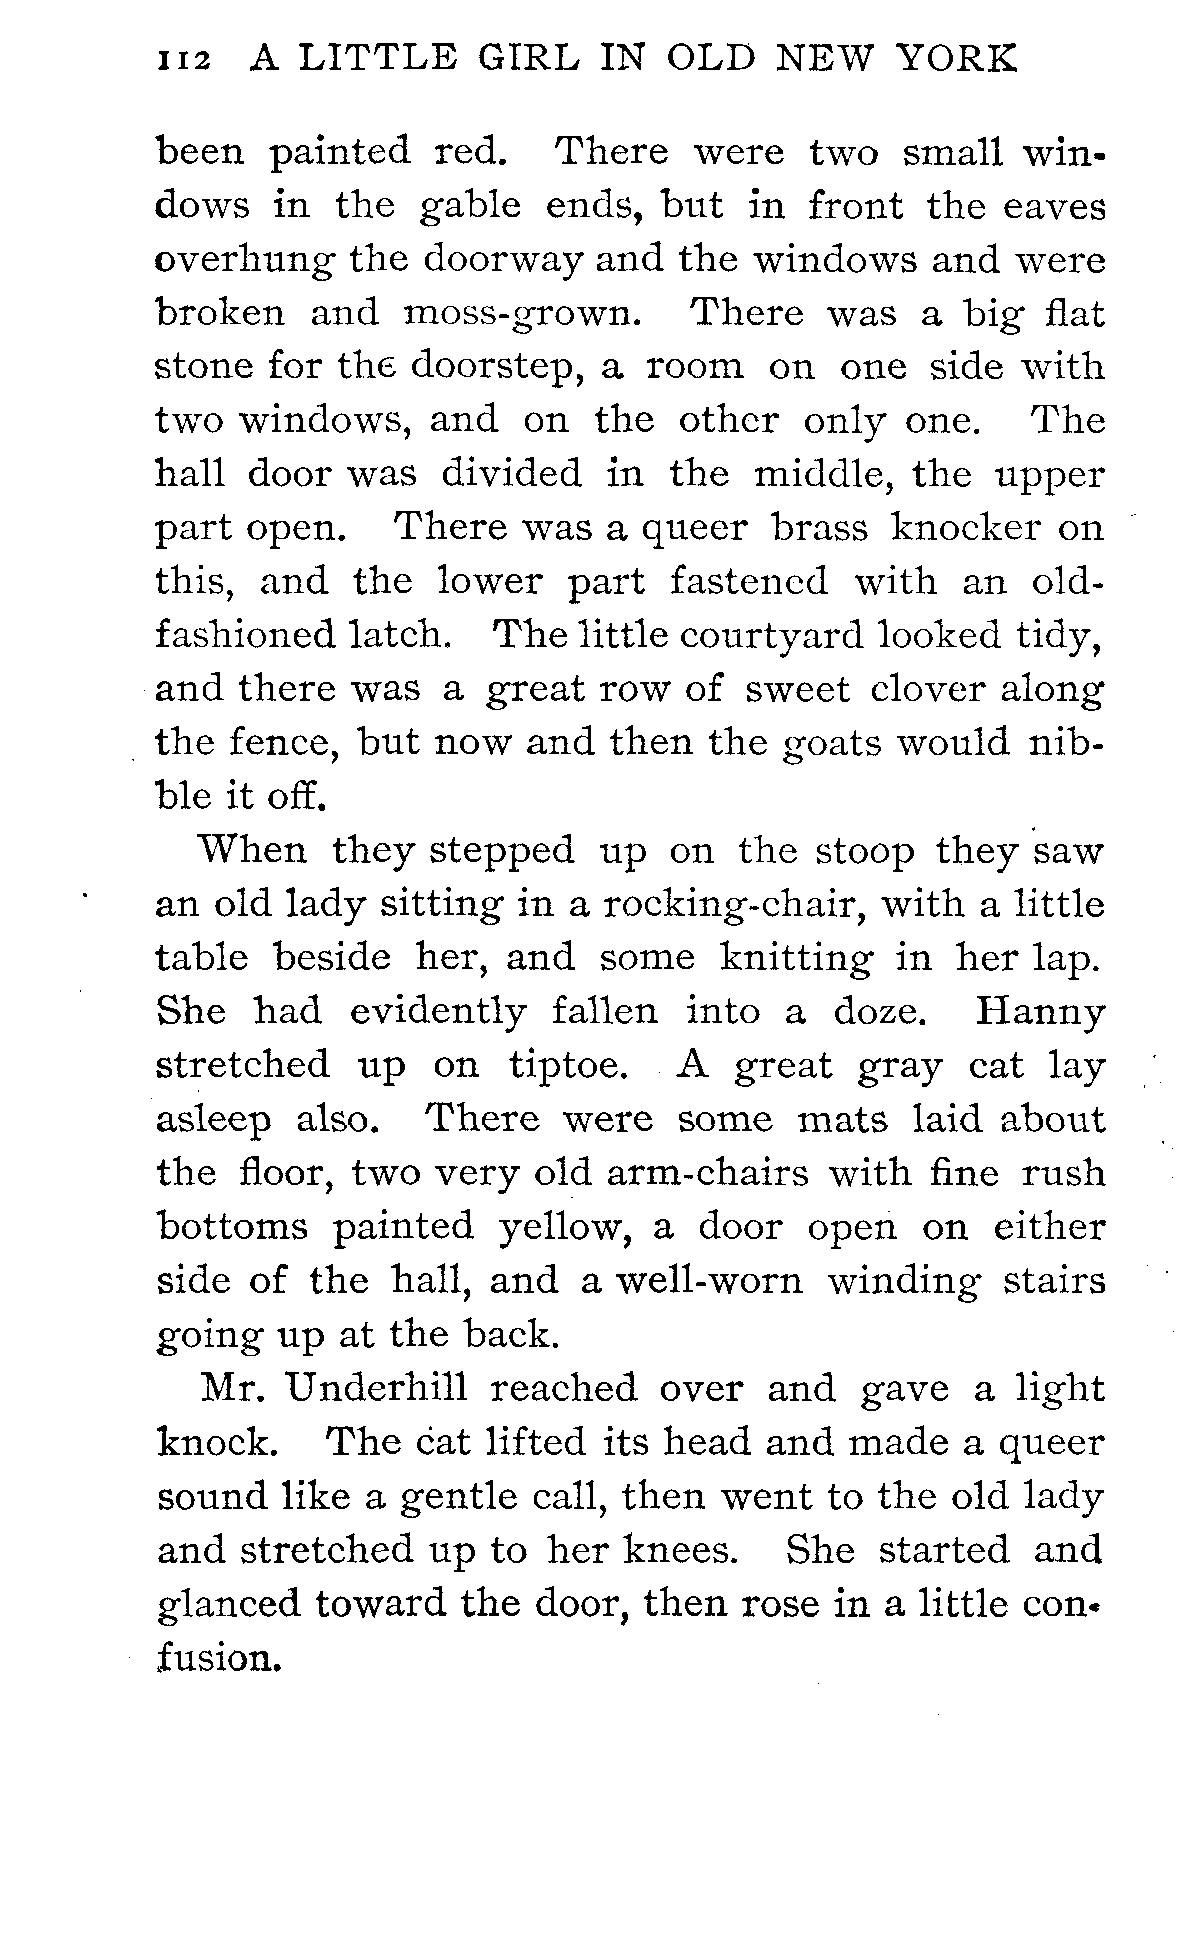 112 A LITTLE GIRL IN OLD NEW YORK
been painted red. There were two small win-
dows in the gable ends, but in front the eaves
overhung the doorway and the windows and were
broken and moss-grown. There was a big flat
stone for the doorstep, a room on one side with
two windows, and on the other only one. The
hall door was divided in the middle, the upper
part open. There was a queer brass knocker on
this, and the lower part fastened with an old-
fashioned latch. The little courtyard looked tidy,
and there was a great row of sweet clover along
the fence, but now and then the goats would nib-
ble it off.
When they stepped up on the stoop they saw
an old lady sitting in a rocking-chair, with a little
table beside her, and some knitting in her lap.
She had evidently fallen into a doze. Hanny
stretched up on tiptoe. A great gray cat lay
asleep also. There were some mats laid about
the floor, two very old arm-chairs with fine rush
bottoms painted yellow, a door open on either
side of the hall, and a well-worn winding stairs
going up at the back.
Mr. Underhill reached over and gave a light
knock. The cat lifted its head and made a queer
sound like a gentle call, then went to the old lady
and stretched up to her knees. She started and
glanced toward the door, then rose in a little con-
fusion.